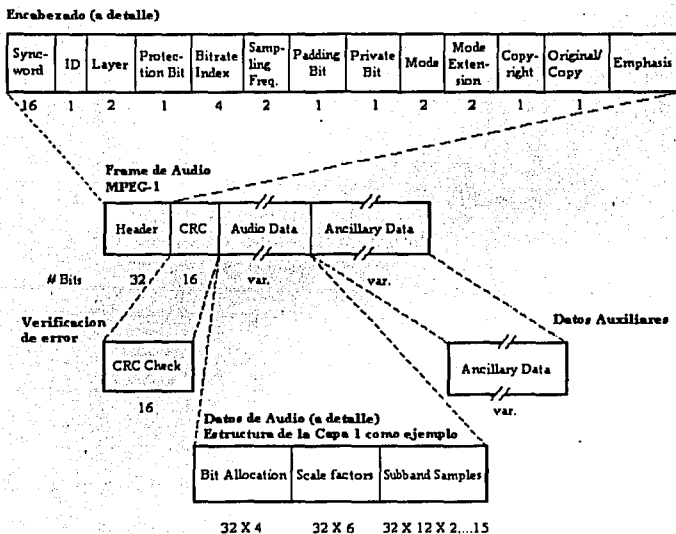 Encabezado (a detalle)
Sync-word ID Layer Protec-tion Bit Bitrate Index Samp-ling Freq. Padding Bit Private Bit Mode Mode Exten-sion Copy-right Original/ Copy Emphasis
16 1 2 1 4 2 1 1 2 2 1 1
Frame de Audio
MPEG-1
Header CRC Audio Data Ancillary Data
# Bits 32 16 var. var.
Verificacion
de error
Datos Auxiliares
CRC Check
16
Ancillary Data
var.
Datos de Audio (a detalle)
Estructura de la Capa 1 como ejemplo
Bit Allocation Scale factors Subband Samples
32 X 4 32 X 6 32 X 12 X 2,...15